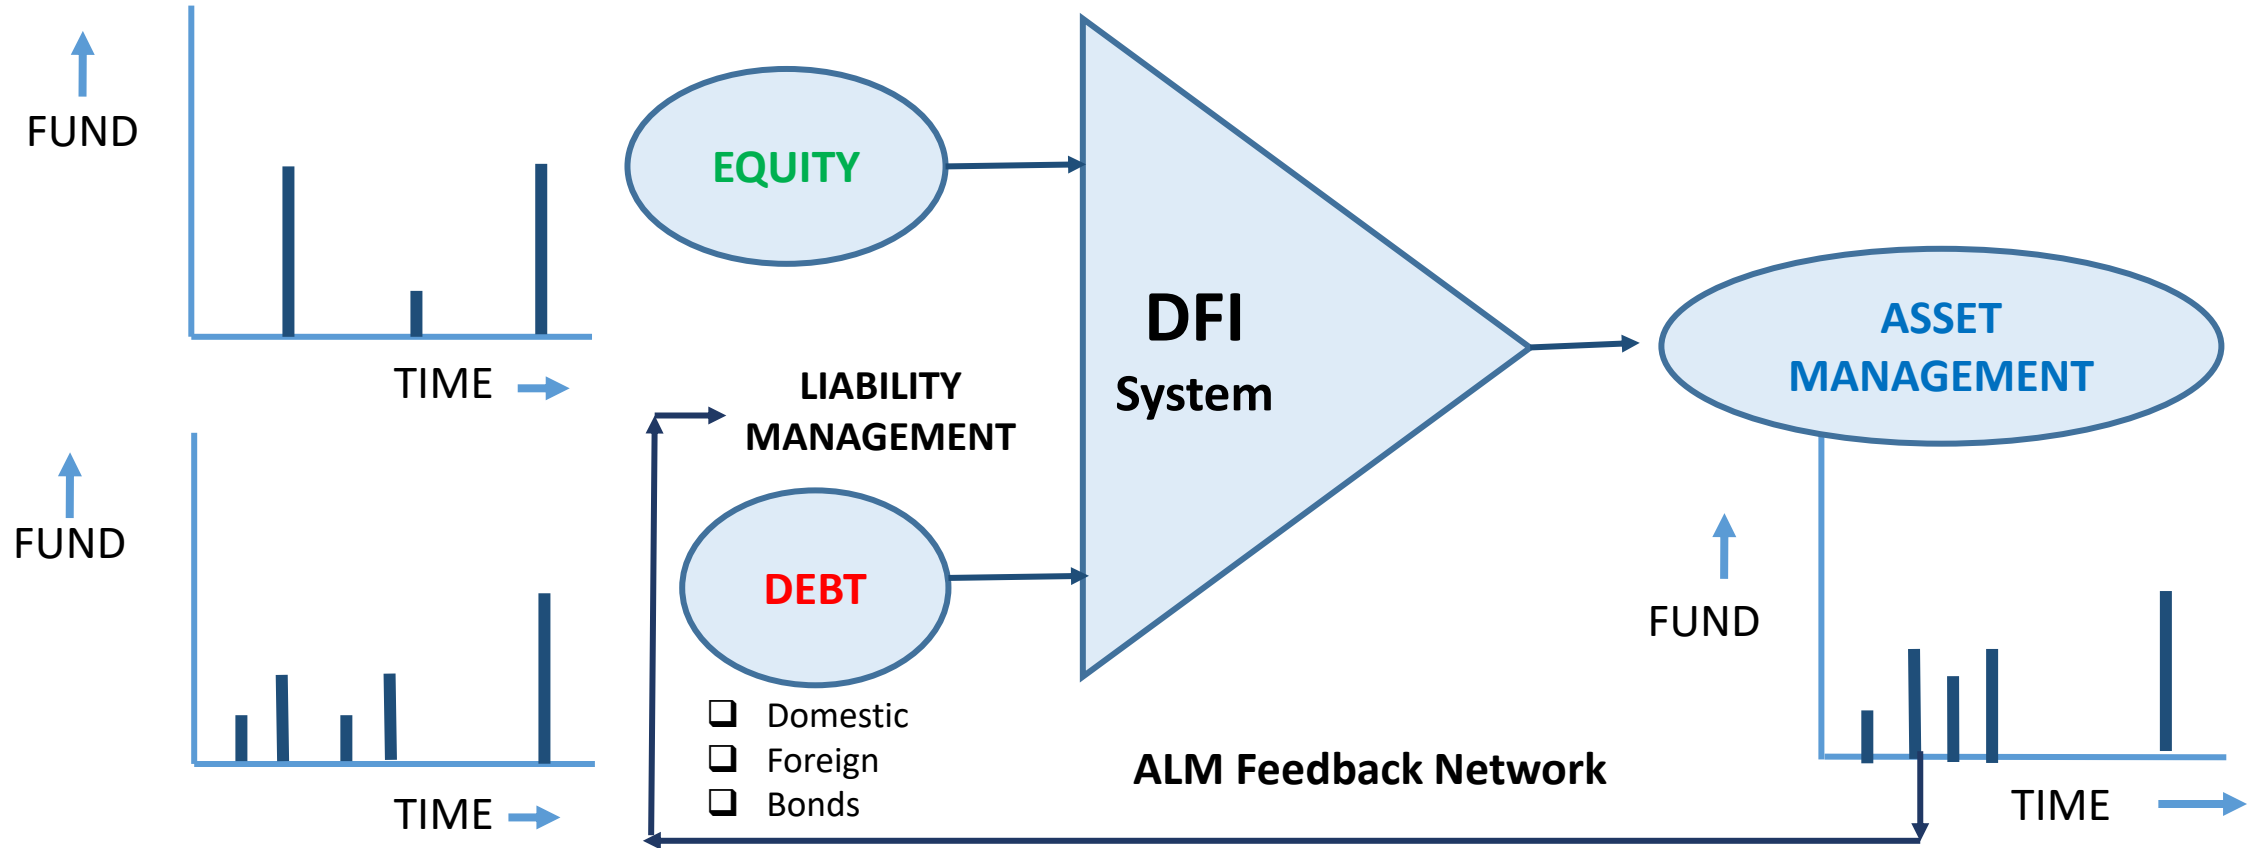 FUND
TIME
EQUITY
DFI
System
ASSET
MANAGEMENT
LIABILITY
MANAGEMENT
FUND
TIME
DEBT
❑ Domestic
❑ Foreign
❑ Bonds
ALM Feedback Network
FUND
TIME